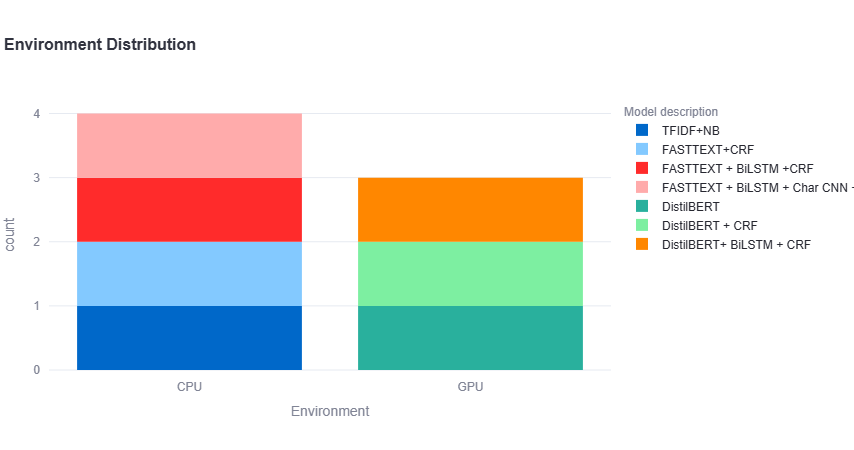 Environment Distribution
4
3
2
1
0
count
CPU
GPU
Environment
Model description
TFIDF+NB
FASTTEXT+CRF
FASTTEXT + BiLSTM +CRF
FASTTEXT + BiLSTM + Char CNN -
DistilBERT
DistilBERT + CRF
DistilBERT+ BiLSTM + CRF